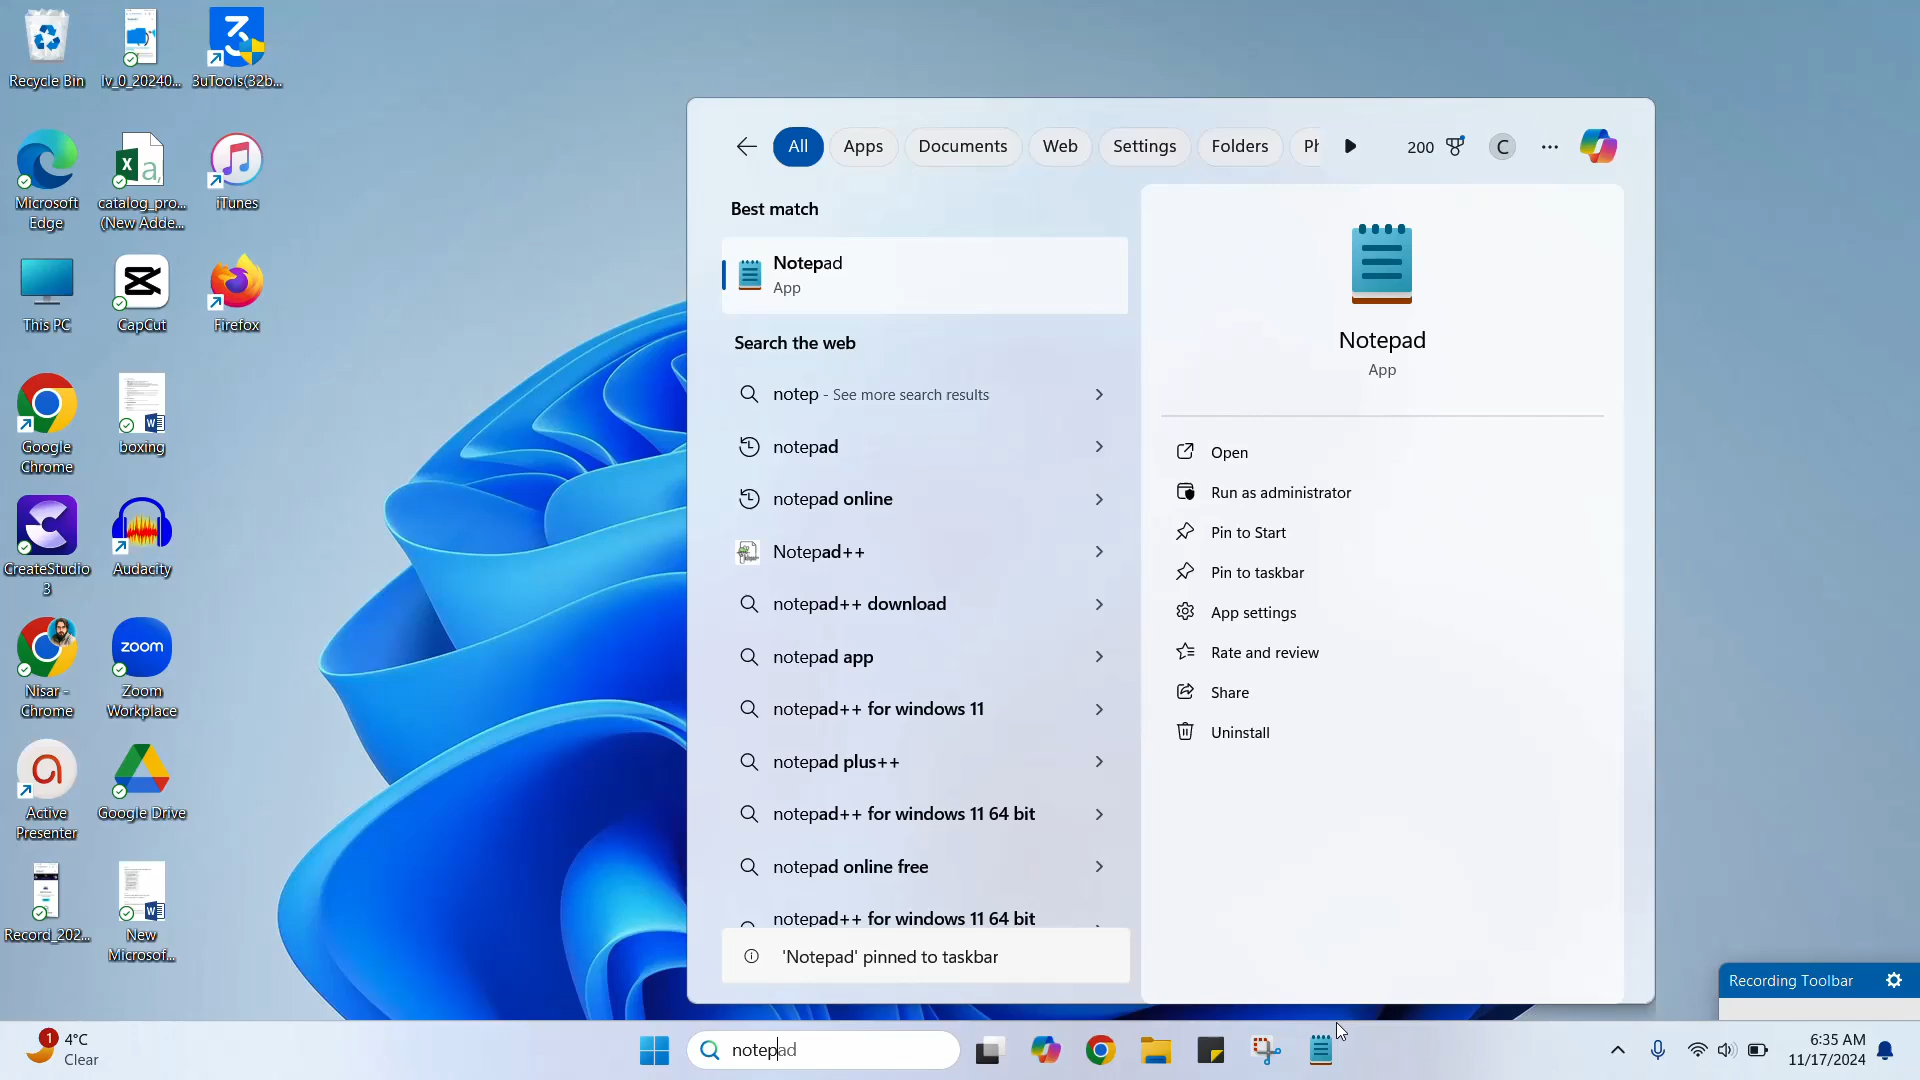 Recycle Bin
lv_0_20240...
3uTools(32b...
Microsoft
Edge
catalog_pro...
(New Adde...
iTunes
This PC
CapCut
Firefox
Google
Chrome
boxing
CreateStudio
3
Audacity
Nisar -
Chrome
zoom
Zoom
Workplace
Active
Presenter
Google Drive
Record_202...
New
Microsof...
All
Apps
Documents
Web
Settings
Folders
Ph
200
C
...
Best match
Notepad
App
Search the web
notep - See more search results
notepad
notepad online
Notepad++
notepad++ download
notepad app
notepad++ for windows 11
notepad plus++
notepad++ for windows 11 64 bit
notepad online free
notepad++ for windows 11 64 bit
'Notepad' pinned to taskbar
Notepad
App
Open
Run as administrator
Pin to Start
Pin to taskbar
App settings
Rate and review
Share
Uninstall
Recording Toolbar
1
4°C
Clear
notepad
6:35 AM
11/17/2024